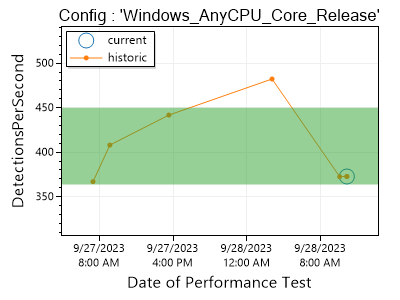 Config : 'Windows_AnyCPU_Core_Release'
current
historic
DetectionsPerSecond
500
450
400
350
9/27/2023 9/27/2023 9/28/2023 9/28/2023
8:00 AM 4:00 PM 12:00 AM 8:00 AM
Date of Performance Test